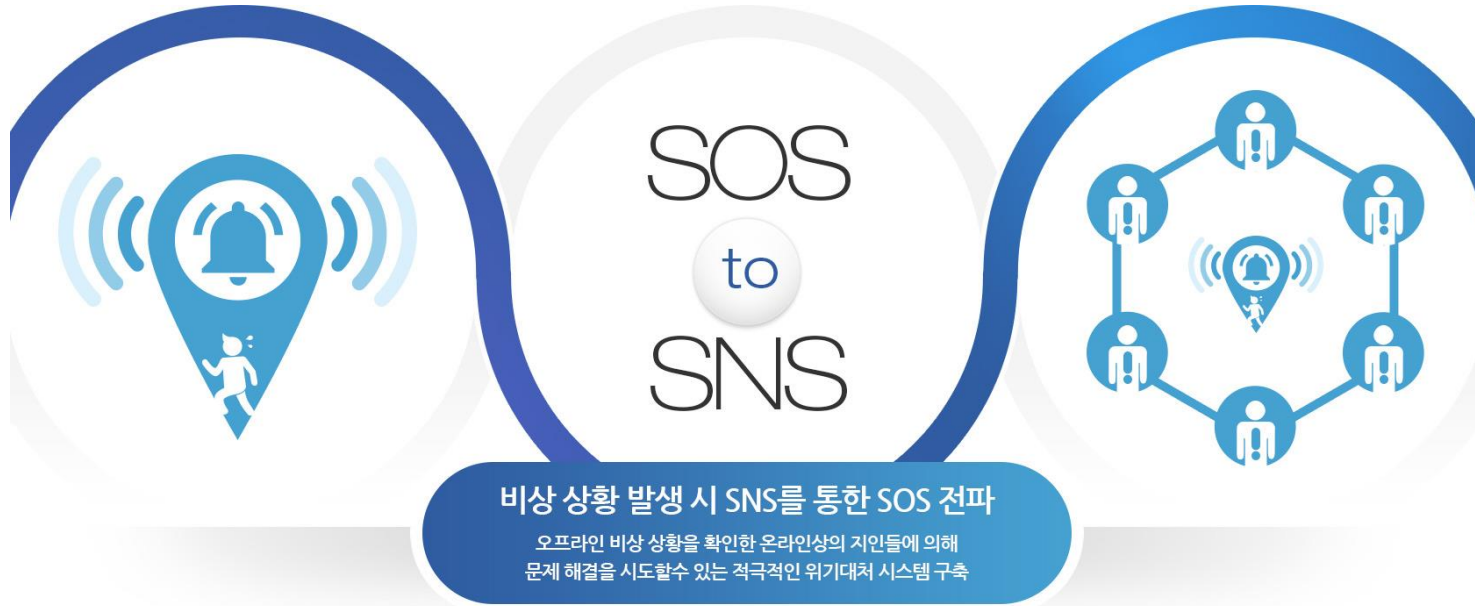 SOS
to
SNS
비상 상황 발생 시 SNS를 통한 SOS 전파
오프라인 비상 상황을 확인한 온라인상의 지인들에 의해
문제 해결을 시도할수 있는 적극적인 위기대처 시스템 구축